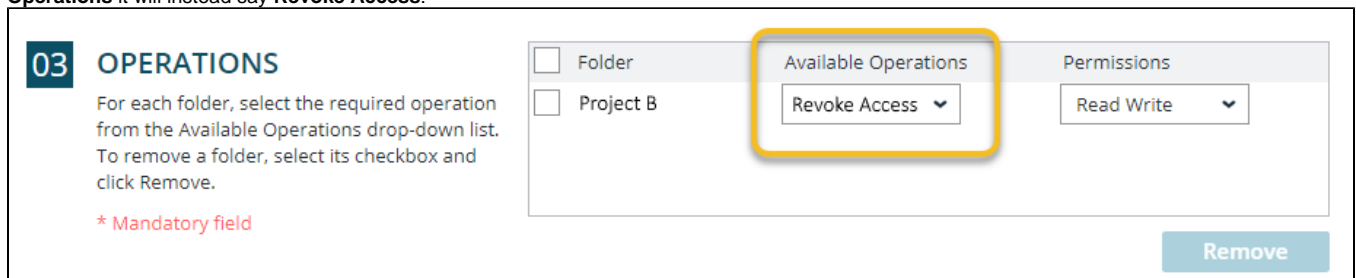 Operations it will instead say Revoke Access:
03 OPERATIONS
For each folder, select the required operation
from the Available Operations drop-down list.
To remove a folder, select its checkbox and
click Remove.
* Mandatory field
Folder Available Operations Permissions
Project B Revoke Access Read Write
Remove